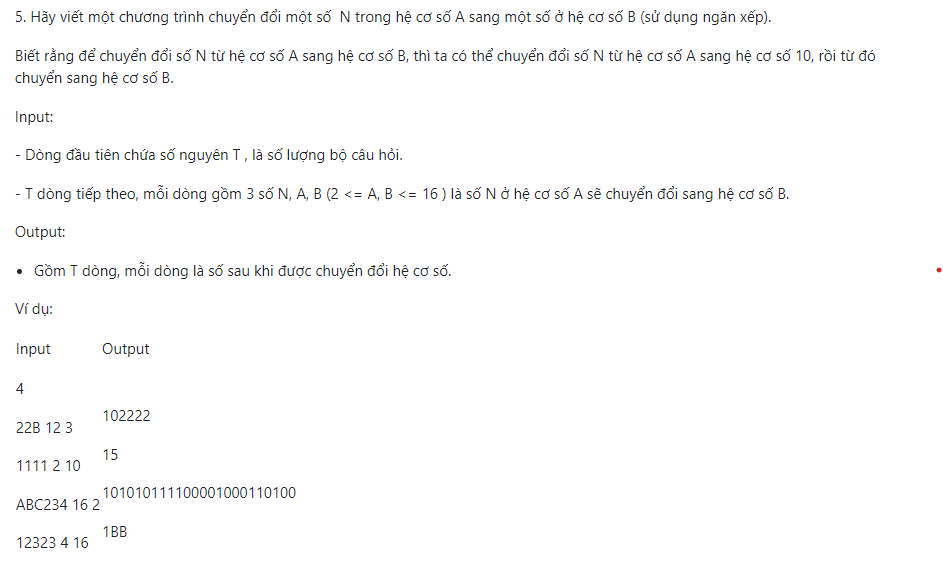 5. Hãy viết một chương trình chuyển đổi một số N trong hệ cơ số A sang một số ở hệ cơ số B (sử dụng ngăn xếp).
Biết rằng để chuyển đổi số N từ hệ cơ số A sang hệ cơ số B, thì ta có thể chuyển đổi số N từ hệ cơ số A sang hệ cơ số 10, rồi từ đó
chuyển sang hệ cơ số B.
Input:
- Dòng đầu tiên chứa số nguyên T , là số lượng bộ câu hỏi.
- T dòng tiếp theo, mỗi dòng gồm 3 số N, A, B (2 <= A, B <= 16 ) là số N ở hệ cơ số A sẽ chuyển đổi sang hệ cơ số B.
Output:
• Gồm T dòng, mỗi dòng là số sau khi được chuyển đổi hệ cơ số.
Ví dụ:
Input Output
4
102222
22B 12 3
15
1111 2 10
101010111100001000110100
ABC234 16 2
1BB
12323 4 16